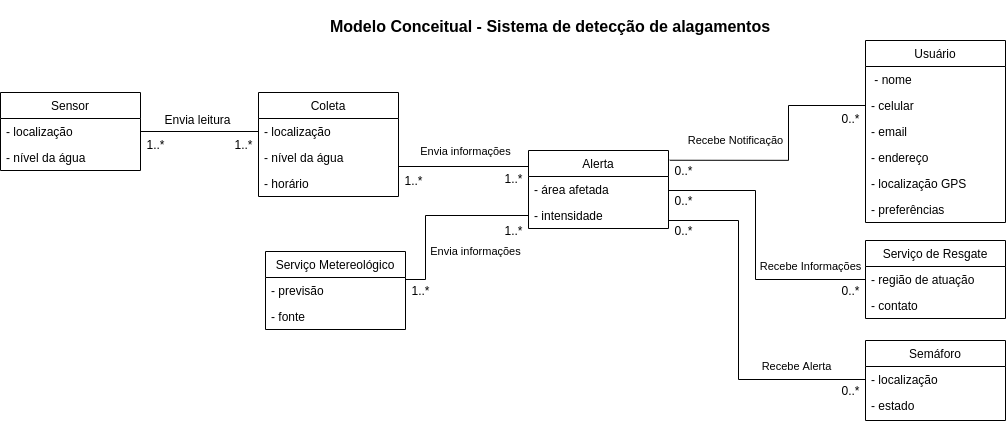 Modelo Conceitual - Sistema de detecção de alagamentos
Sensor
- localização
- nível da água
Envia leitura
1..*
1..*
Coleta
- localização
- nível da água
- horário
Envia informações
1..*
1..*
Serviço Metereológico
- previsão
- fonte
Envia informações
1..*
1..*
Alerta
- área afetada
- intensidade
Recebe Notificação
0..*
0..*
Usuário
- nome
- celular
- email
- endereço
- localização GPS
- preferências
Recebe Informações
0..*
0..*
Serviço de Resgate
- região de atuação
- contato
Recebe Alerta
0..*
0..*
Semáforo
- localização
- estado